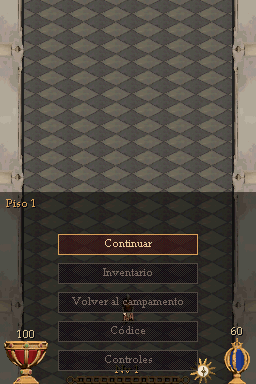 Piso 1
Continuar
Inventario
Volver al campamento
Códice
100
60
Controles